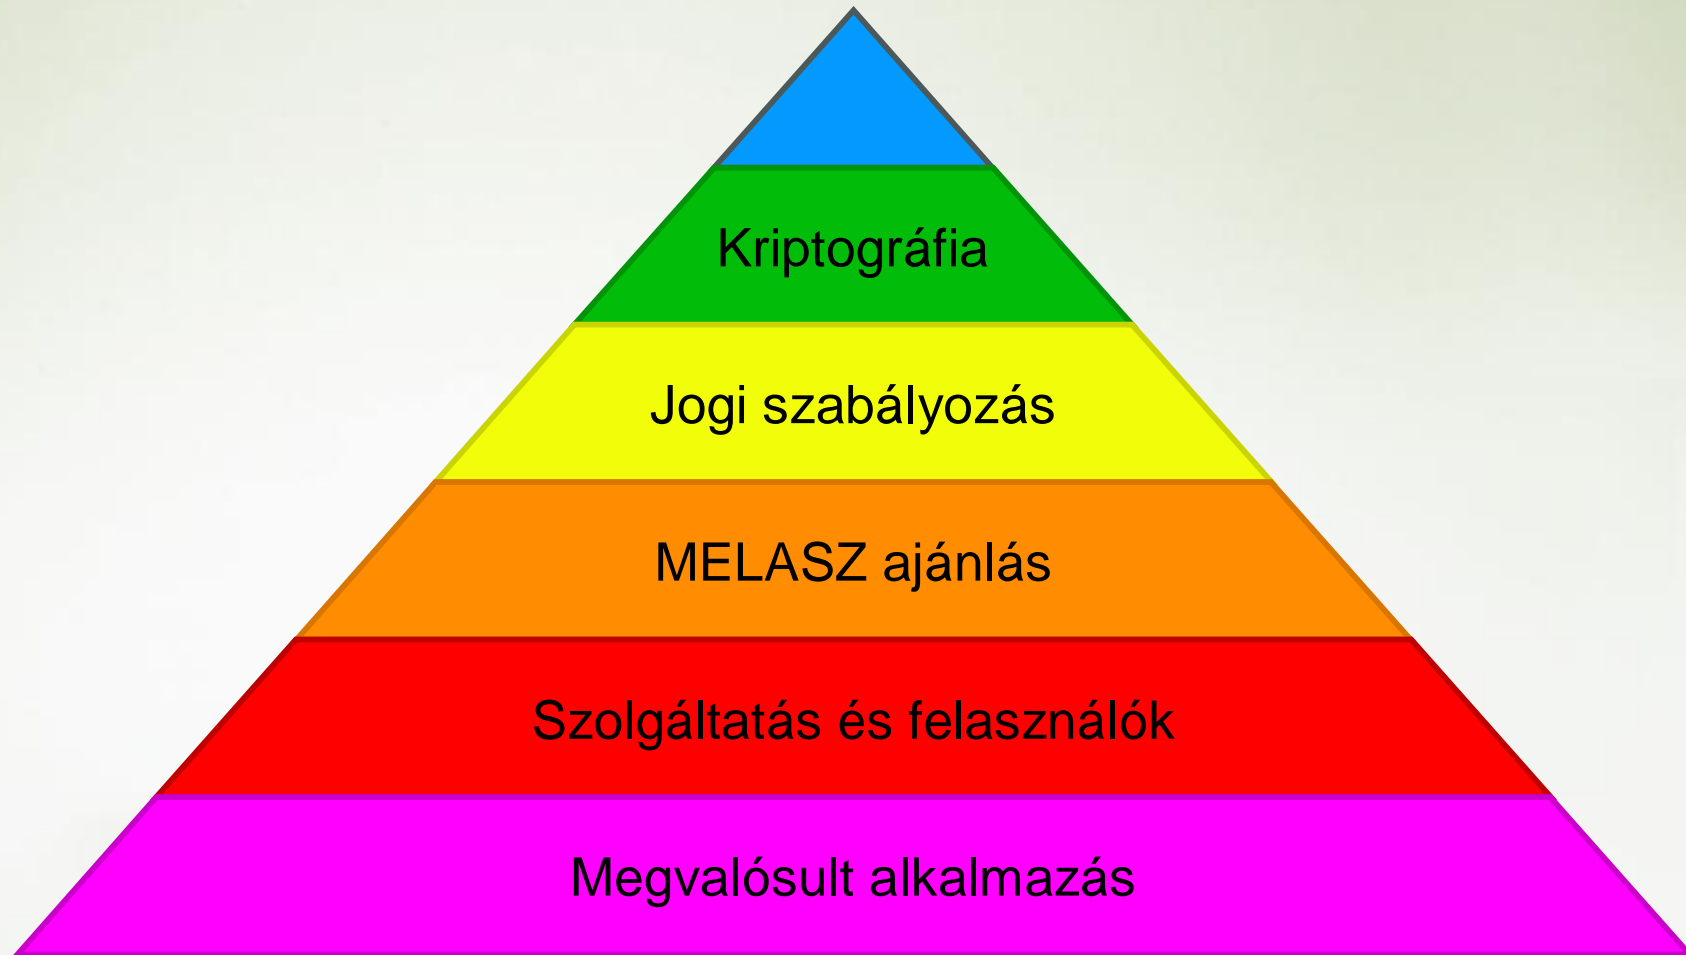 Kriptográfia
Jogi szabályozás
MELASZ ajánlás
Szolgáltatás és felasználók
Megvalósult alkalmazás